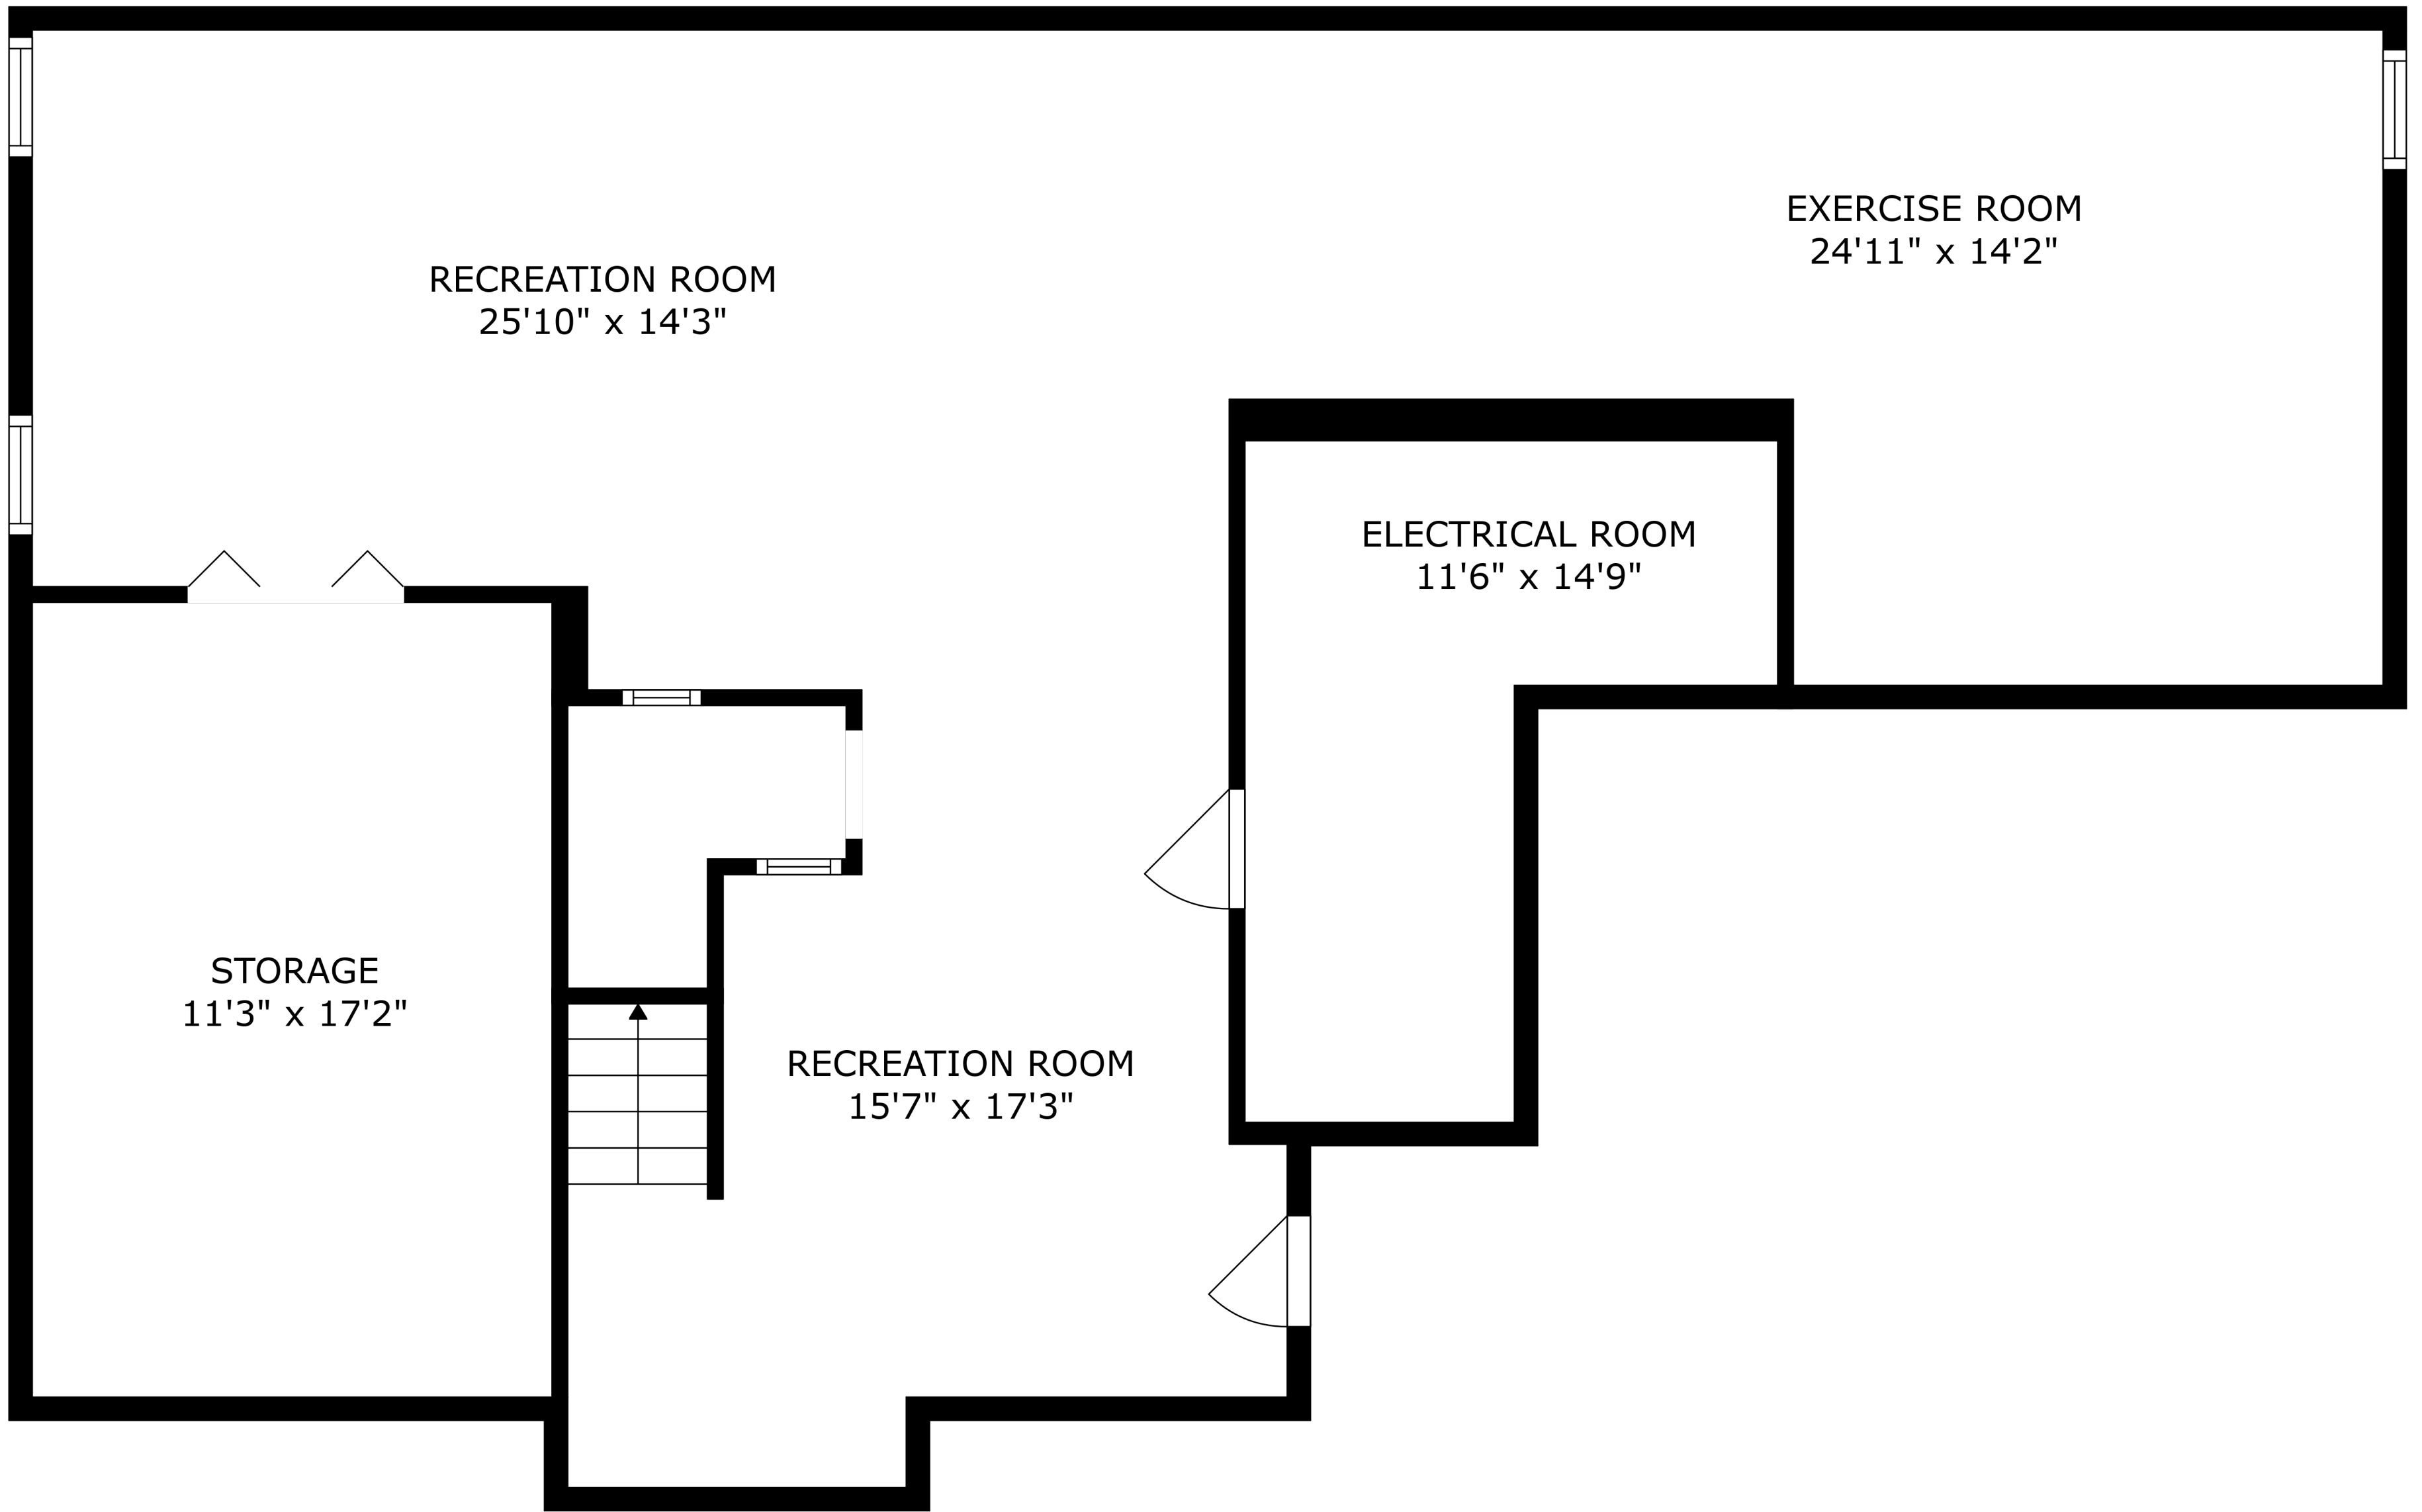 EXERCISE ROOM
24'11" x 14'2"
RECREATION ROOM
25'10" x 14'3"
ELECTRICAL ROOM
11'6" x 14'9"
STORAGE
11'3" x 17'2"
RECREATION ROOM
15'7" x 17'3"